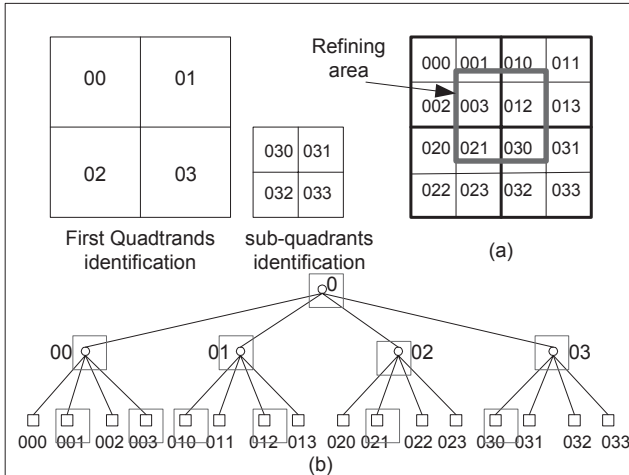 00 01
02 03
First Quadtrands
identification
030 031
032 033
sub-quadrants
identification
Refining
area
000 001 010 011
002 003 012 013
020 021 030 031
022 023 032 033
(a)
0
00 01 02 03
000 001 002 003 010 011 012 013 020 021 022 023 030 031 032 033
(b)